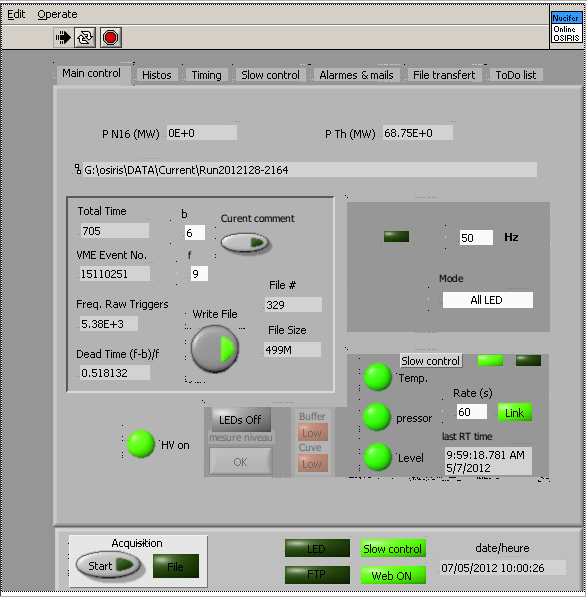 Edit Operate
Nucifer
Online
OSIRIS
Main control Histos Timing Slow control Alarmes & mails File transfert ToDo list
P N16 (MW) 0E+0 P Th (MW) 68.75E+0
G:\osiris\DATA\Current\Run2012128-2164
Total Time
705
b
6
Curent comment
VME Event No.
15110251
f
9
Freq. Raw Triggers
5.38E+3
Write File
File #
329
File Size
499M
Dead Time (f-b)/f
0.518132
50 Hz
Mode
All LED
Slow control
Temp.
pressor
Level
Rate (s)
60 Link
last RT time
9:59:18.781 AM
5/7/2012
HV on
LEDs Off
mesure niveau
OK
Buffer
Low
Cuve
Low
Acquisition
Start File
LED Slow control
FTP Web ON
date/heure
07/05/2012 10:00:26